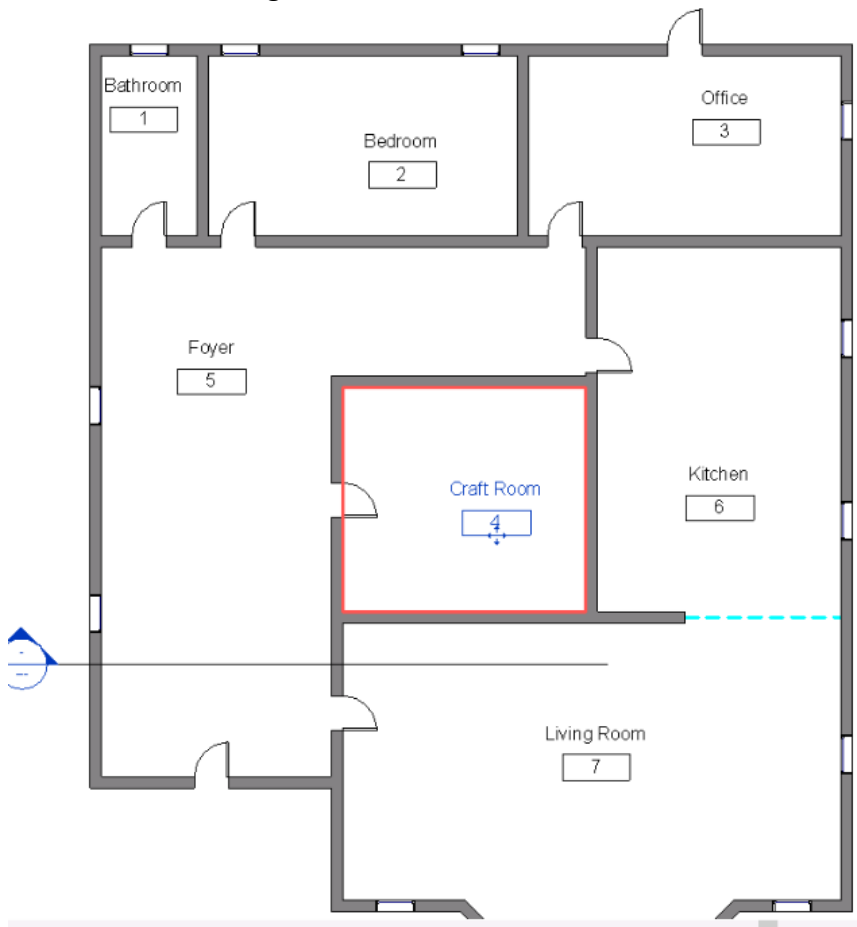 Bathroom
1
Bedroom
2
Office
3
Foyer
5
Craft Room
4
Kitchen
6
-
--
Living Room
7